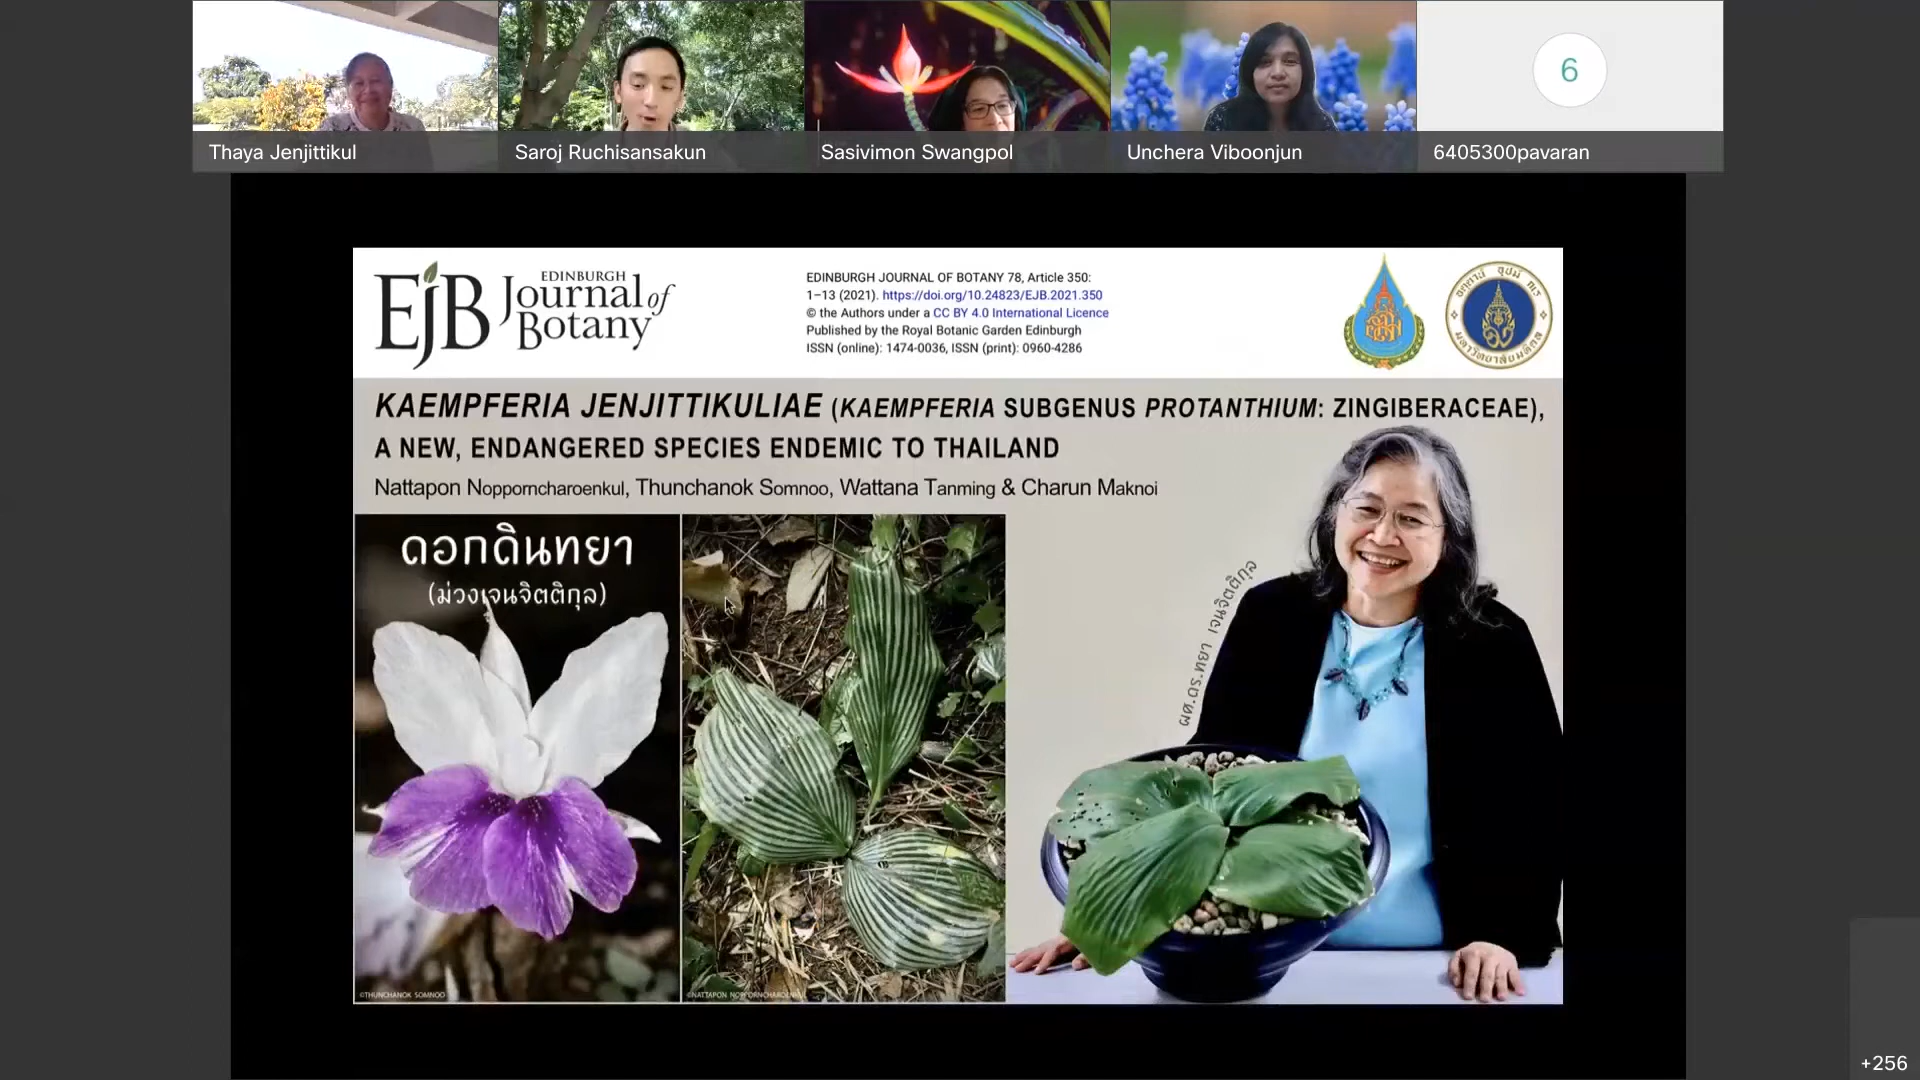 Thaya Jenjittikul
Saroj Ruchisansakun
Sasivimon Swangpol
Unchera Viboonjun
6
6405300pavaran
EJB EDINBURGH Journal of Botany
EDINBURGH JOURNAL OF BOTANY 78, Article 350:
1–13 (2021). https://doi.org/10.24823/EJB.2021.350
© the Authors under a CC BY 4.0 International Licence
Published by the Royal Botanic Garden Edinburgh
ISSN (online): 1474-0036, ISSN (print): 0960-4286
KAEMPFERIA JENJITTIKULIAE (KAEMPFERIA SUBGENUS PROTANTHIUM: ZINGIBERACEAE),
A NEW, ENDANGERED SPECIES ENDEMIC TO THAILAND
Nattapon Nopporncharoenkul, Thunchanok Somnoo, Wattana Tanming & Charun Maknoi
ดอกดินทยา
(ม่วงเจนจิตติกุล)
ผศ.ดร.ทยา เจนจิตติกุล
©THUNCHANOK SOMNOO
©NATTAPON NOPPORNCHAROENKUL
+256